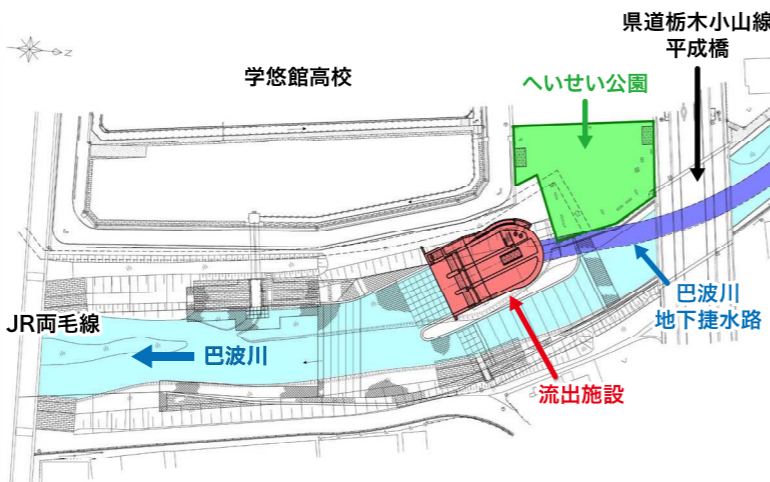 県道栃木小山線
平成橋
学悠館高校
へいせい公園
N
JR両毛線
巴波川
巴波川
地下捷水路
流出施設